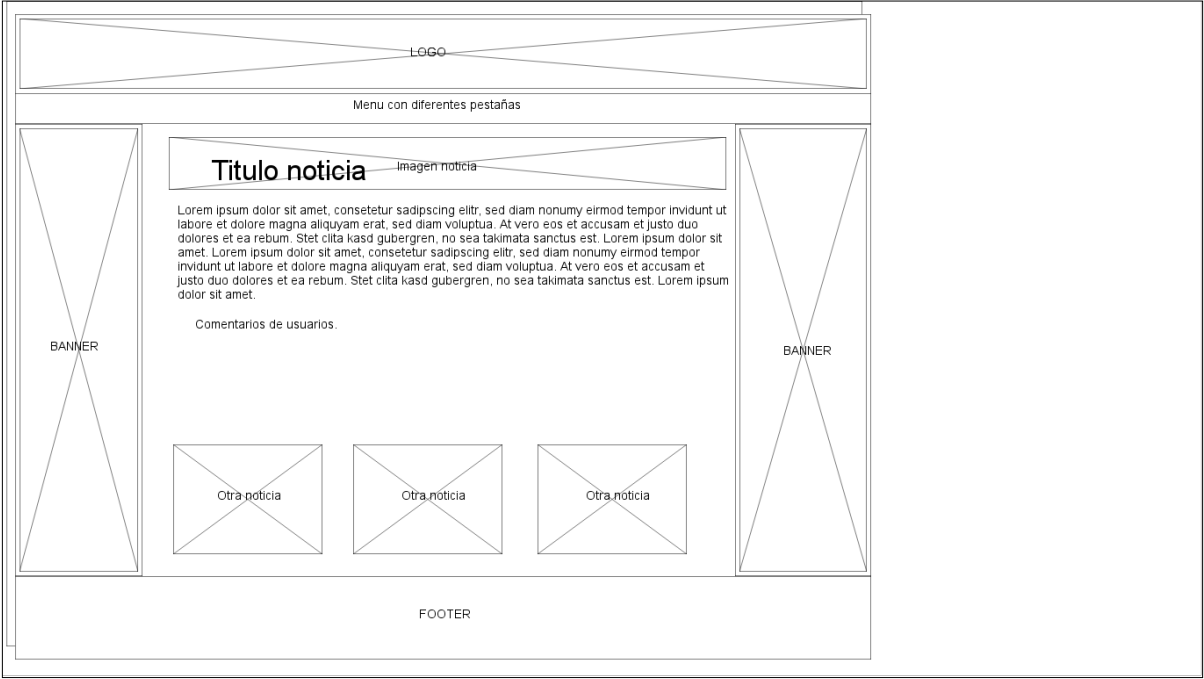 LOGO
Menu con diferentes pestañas
Titulo noticia
Imagen noticia
Lorem ipsum dolor sit amet, consetetur sadipscing elitr, sed diam nonumy eirmod tempor invidunt ut
labore et dolore magna aliquyam erat, sed diam voluptua. At vero eos et accusam et justo duo
dolores et ea rebum. Stet clita kasd gubergren, no sea takimata sanctus est. Lorem ipsum dolor sit
amet. Lorem ipsum dolor sit amet, consetetur sadipscing elitr, sed diam nonumy eirmod tempor
invidunt ut labore et dolore magna aliquyam erat, sed diam voluptua. At vero eos et accusam et
justo duo dolores et ea rebum. Stet clita kasd gubergren, no sea takimata sanctus est. Lorem ipsum
dolor sit amet.
Comentarios de usuarios.
BANNER
BANNER
Otra noticia
Otra noticia
Otra noticia
FOOTER